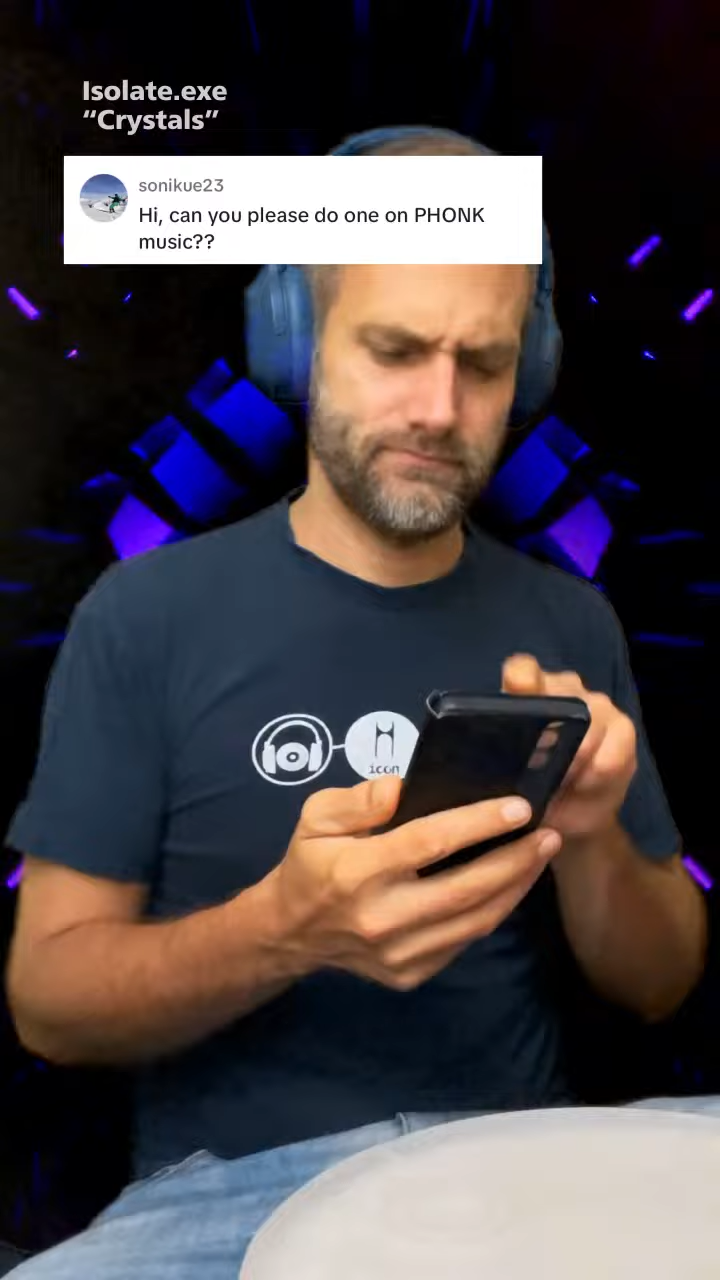 Isolate.exe
“Crystals”
sonikue23
Hi, can you please do one on PHONK
music??
icon